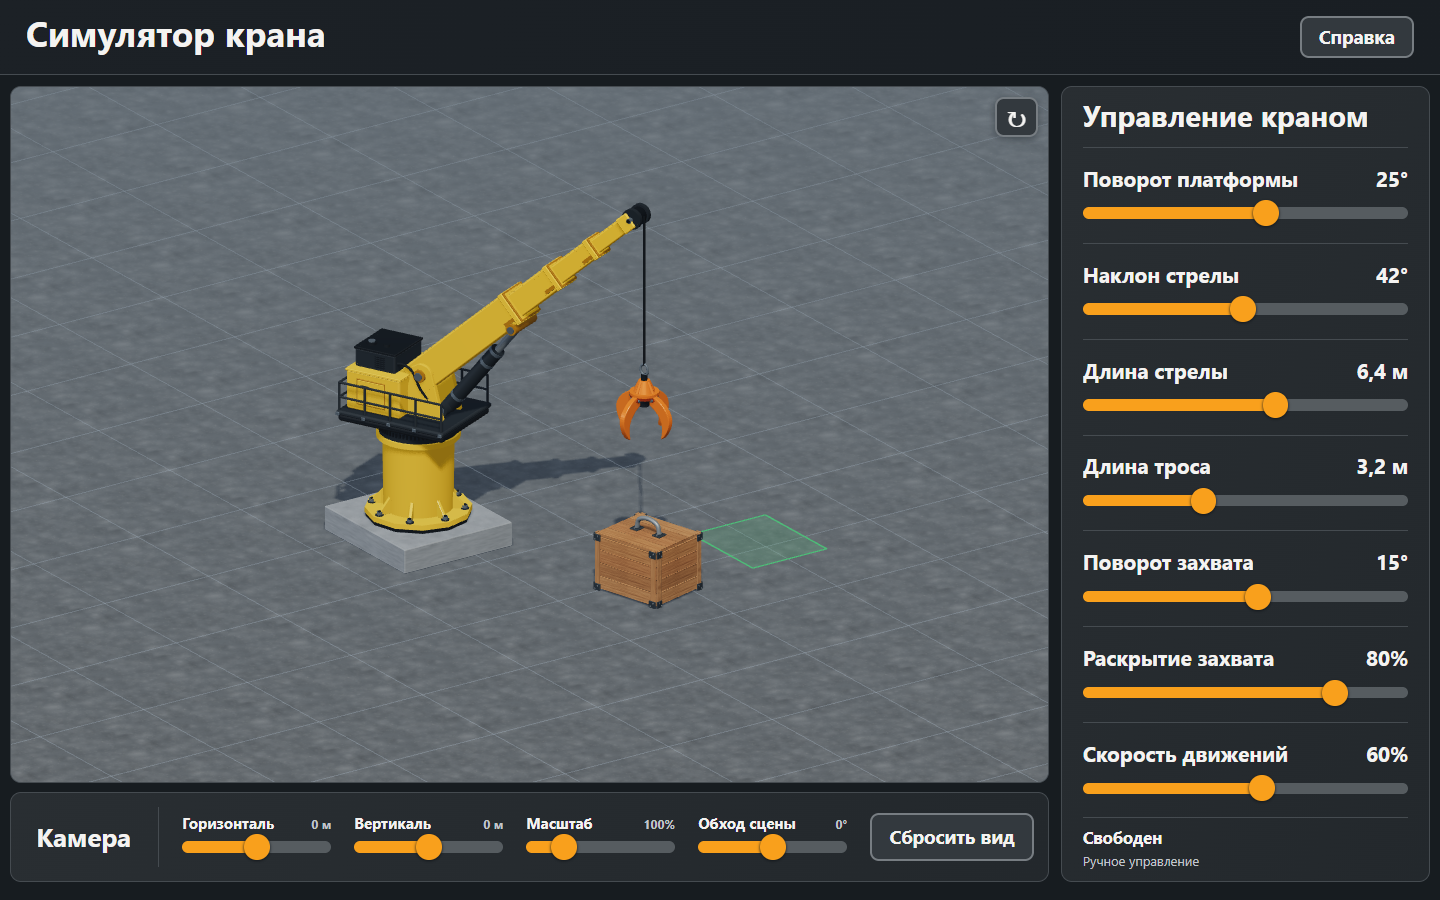 Симулятор крана
Справка
↻
Управление краном
Поворот платформы 25°
Наклон стрелы 42°
Длина стрелы 6,4 м
Длина троса 3,2 м
Поворот захвата 15°
Раскрытие захвата 80%
Скорость движений 60%
Свободен
Ручное управление
Камера
Горизонталь 0 м
Вертикаль 0 м
Масштаб 100%
Обход сцены 0°
Сбросить вид